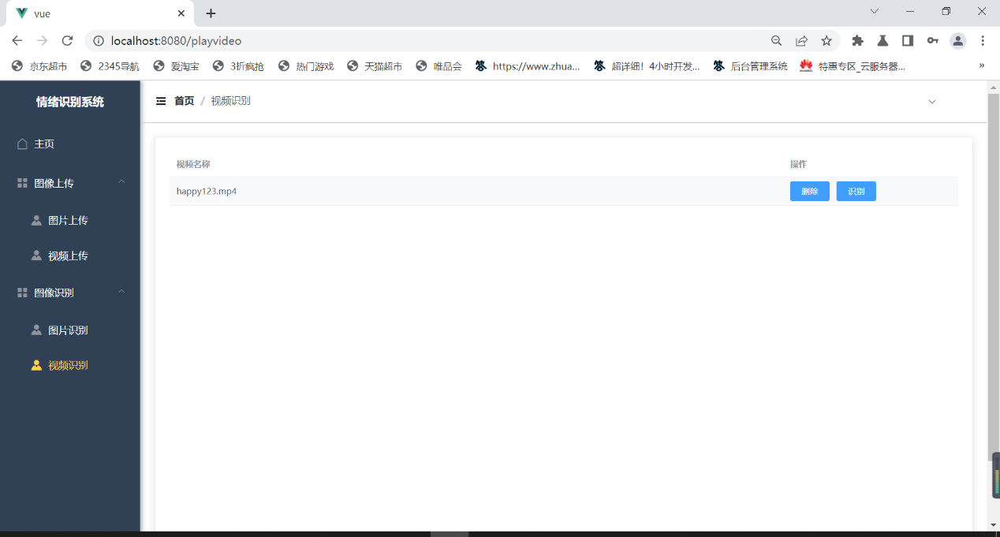 vue
localhost:8080/playvideo
京东超市 2345导航 爱淘宝 3折疯抢 热门游戏 天猫超市 唯品会 https://www.zhua... 超详细！4小时开发... 后台管理系统 特惠专区_云服务器... »
情绪识别系统
首页 / 视频识别
主页
图像上传
图片上传
视频上传
图像识别
图片识别
视频识别
视频名称 操作
happy123.mp4 删除 识别